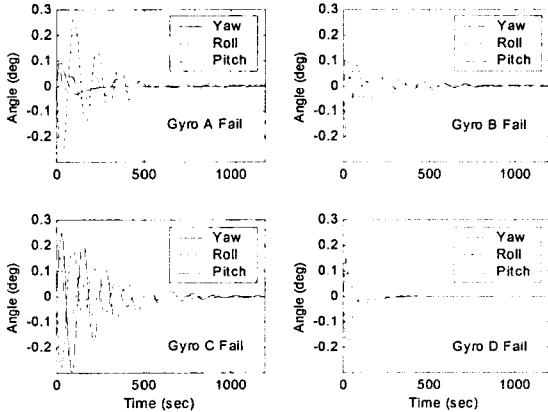 0.3
0.2
0.1
0
-0.1
-0.2
Angle (deg)
Yaw
Roll
Pitch
Gyro A Fail
0 500 1000
0.3
0.2
0.1
0
-0.1
-0.2
Angle (deg)
Yaw
Roll
Pitch
Gyro B Fail
0 500 1000
0.3
0.2
0.1
0
-0.1
-0.2
Angle (deg)
Yaw
Roll
Pitch
Gyro C Fail
0 500 1000
Time (sec)
0.3
0.2
0.1
0
-0.1
-0.2
Angle (deg)
Yaw
Roll
Pitch
Gyro D Fail
0 500 1000
Time (sec)